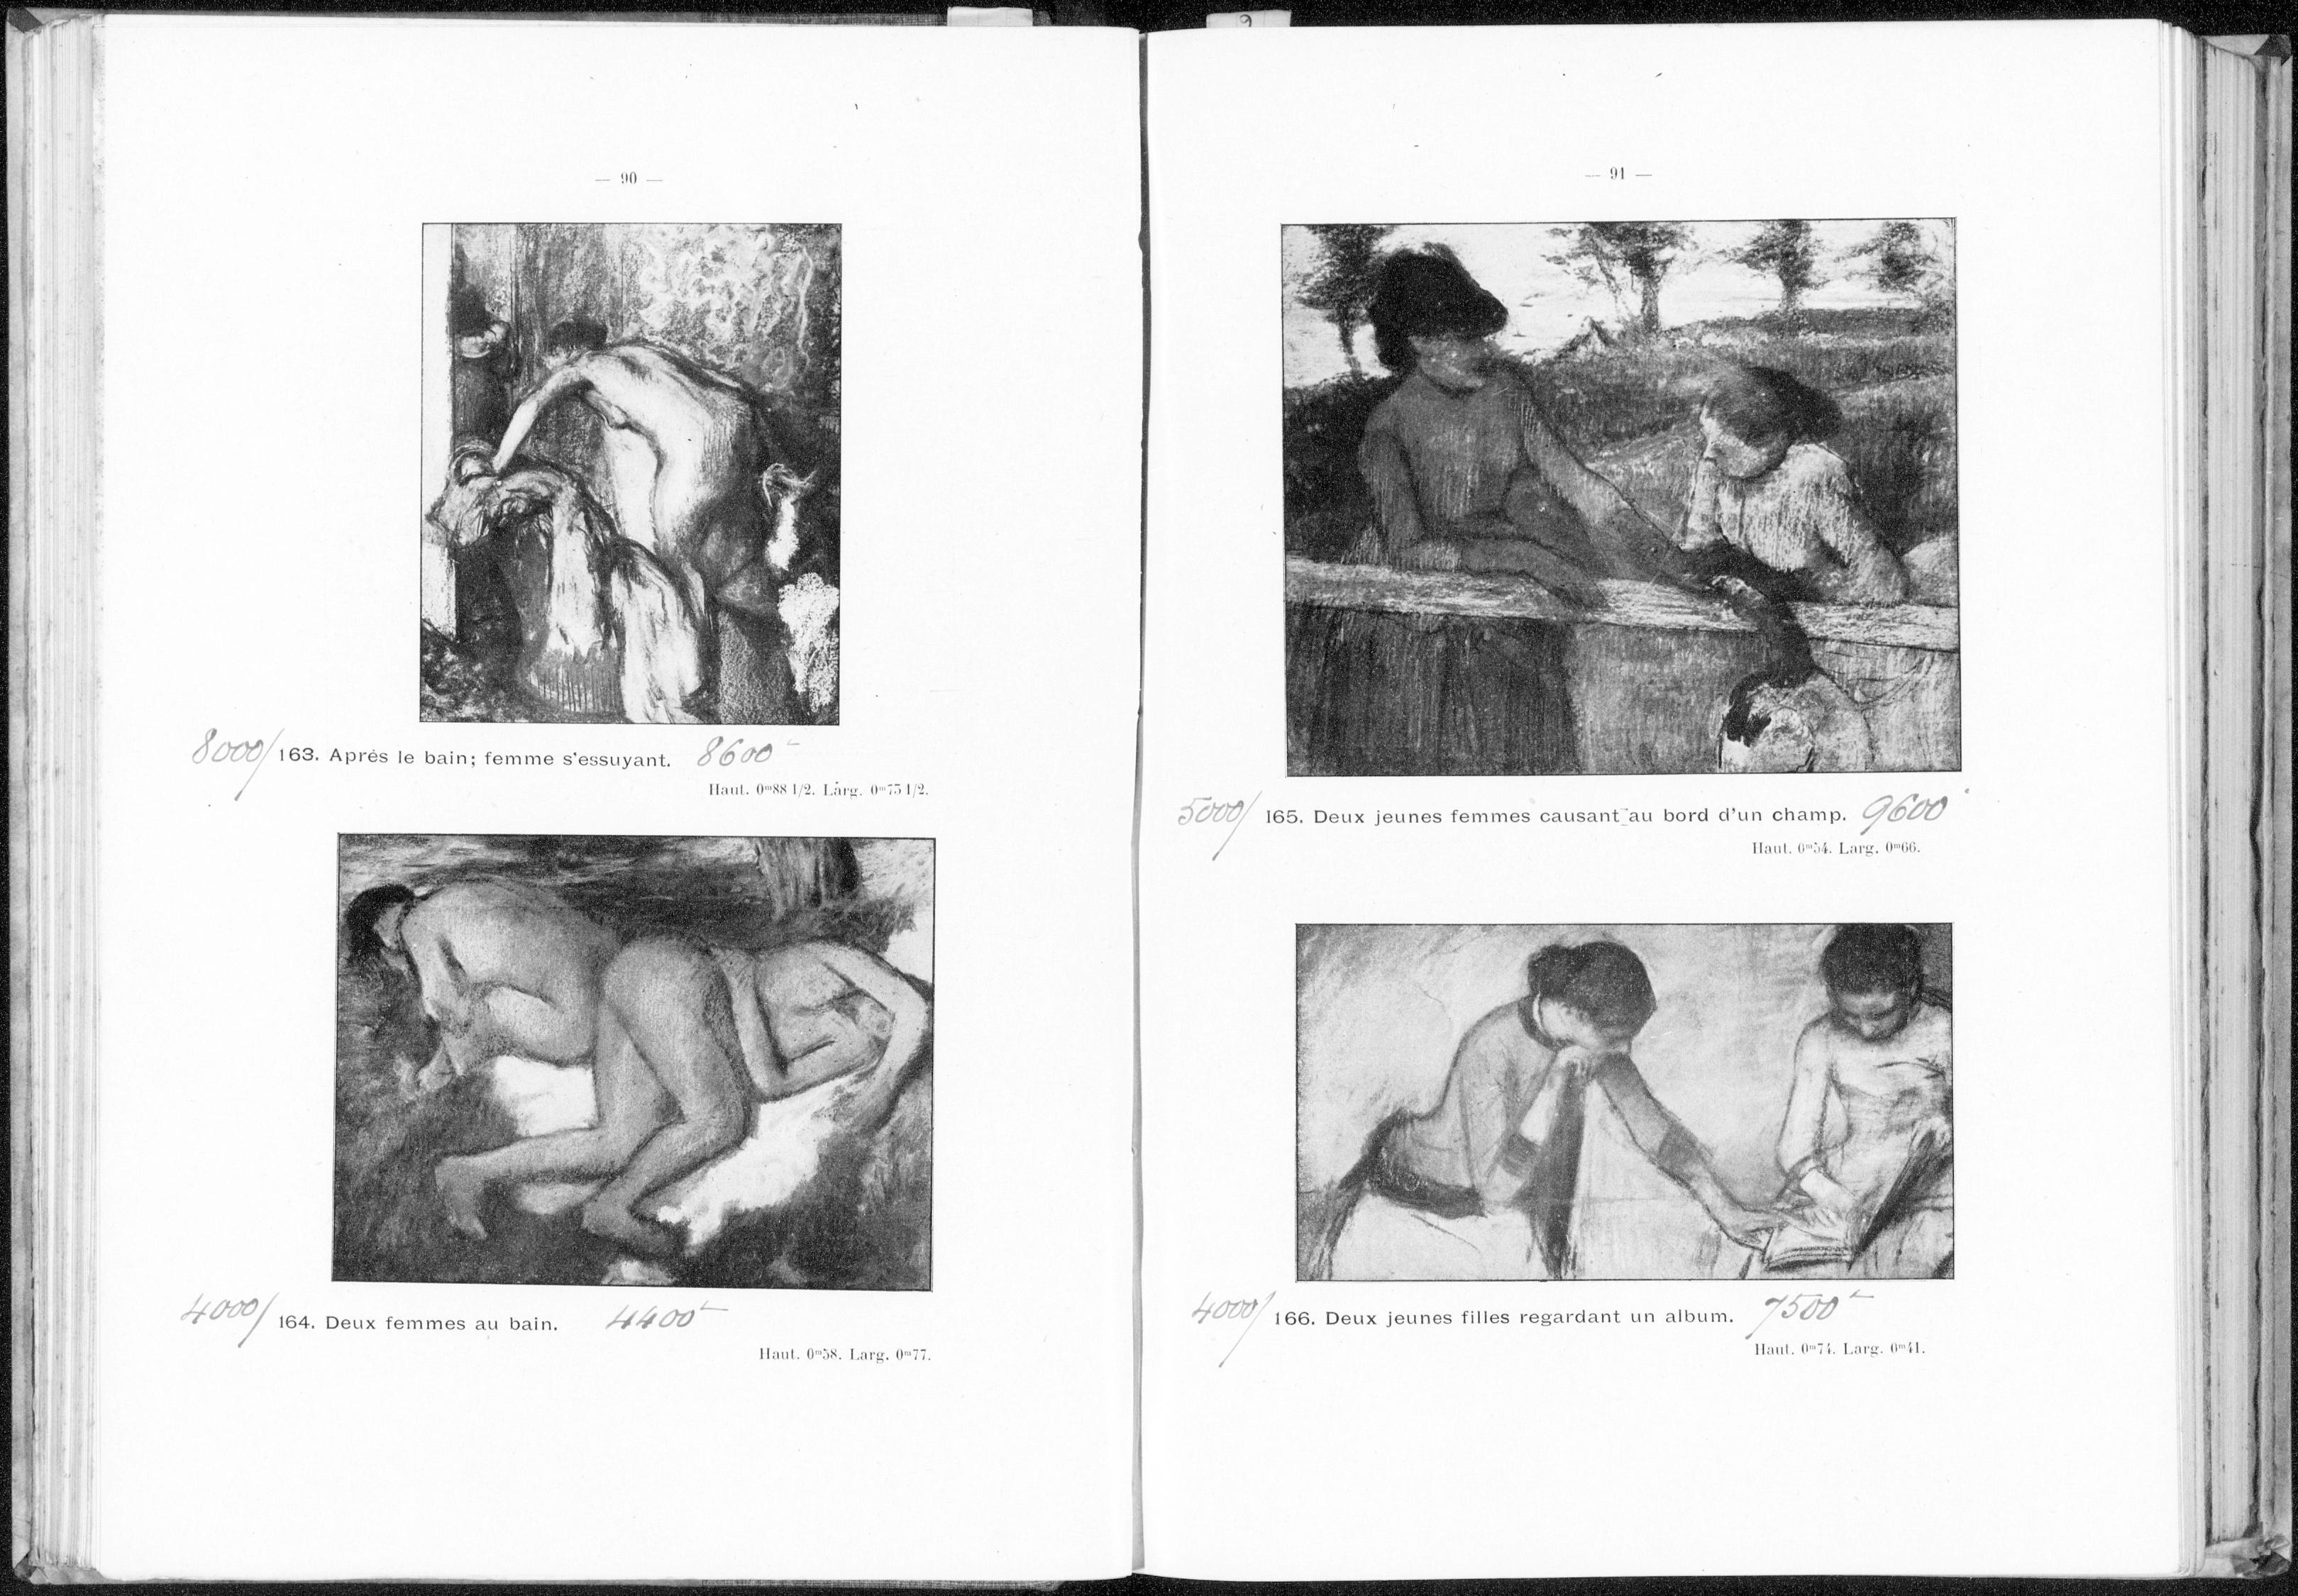 — 90 —
8000/ 163. Après le bain; femme s'essuyant. 8600
Haut. 0ᵐ88 1/2. Larg. 0ᵐ73 1/2.
4000/ 164. Deux femmes au bain. 4400
Haut. 0ᵐ58. Larg. 0ᵐ77.
9
— 91 —
5000/ 165. Deux jeunes femmes causant au bord d'un champ. 9600
Haut. 0ᵐ54. Larg. 0ᵐ66.
4000/ 166. Deux jeunes filles regardant un album. 7500
Haut. 0ᵐ74. Larg. 0ᵐ41.